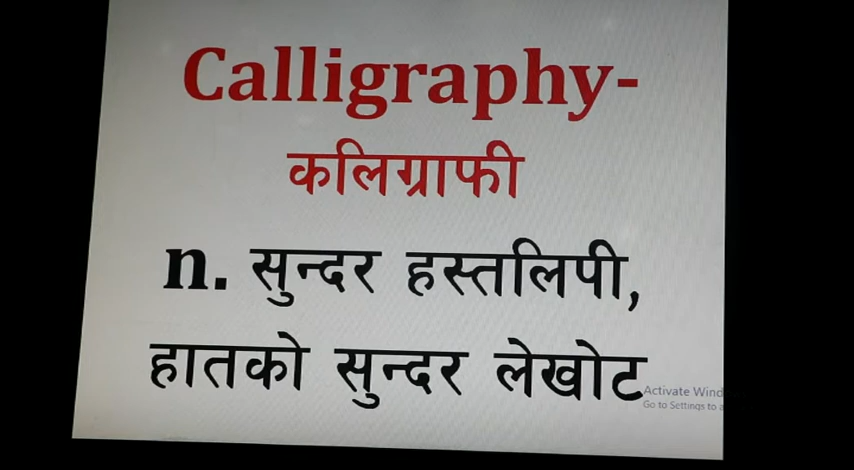 Calligraphy-
कलिग्राफी
n. सुन्दर हस्तलिपी,
हातको सुन्दर लेखोट
Activate Wind
Go to Settings to a